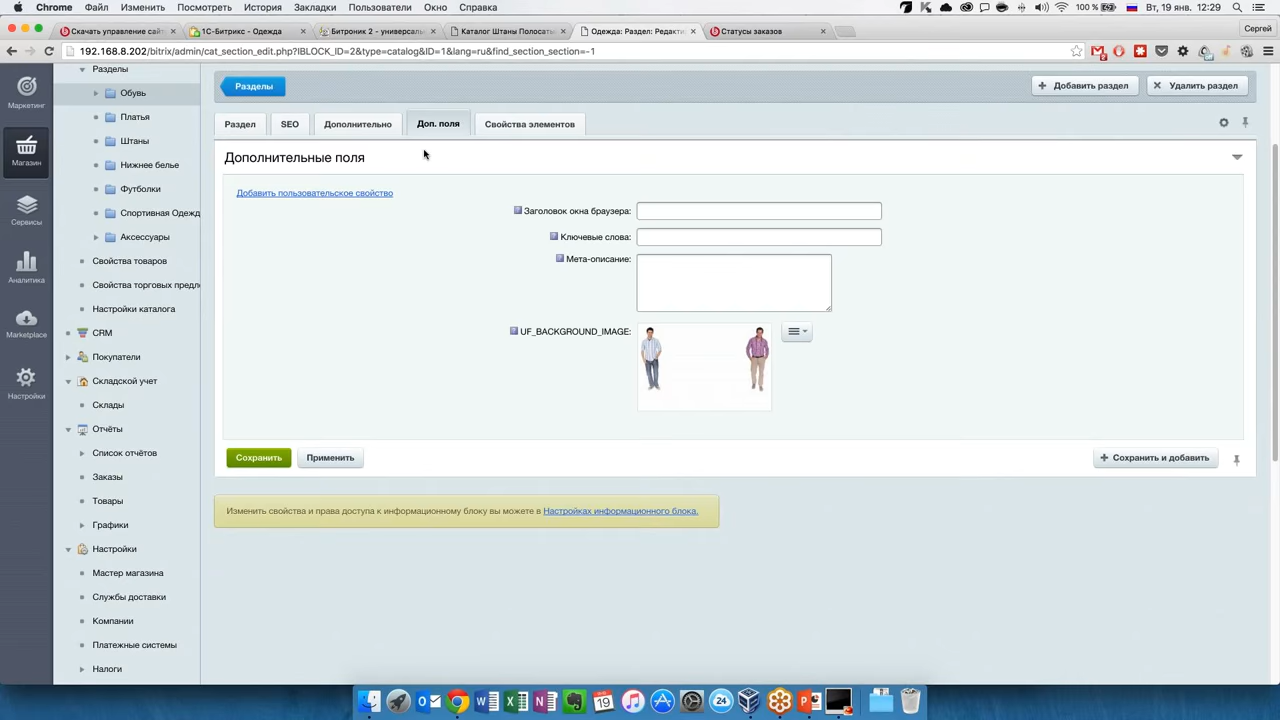 Chrome Файл Изменить Посмотреть История Закладки Пользователи Окно Справка 100 % Вт, 19 янв. 12:29
Скачать управление сайт 1С-Битрикс - Одежда Битроник 2 - универсаль Каталог Штаны Полосаты Одежда: Раздел: Редакти Статусы заказов Сергей
192.168.8.202/bitrix/admin/cat_section_edit.php?IBLOCK_ID=2&type=catalog&ID=1&lang=ru&find_section_section=-1
Маркетинг
Магазин
Сервисы
Аналитика
Marketplace
Настройки
Разделы
Обувь
Платья
Штаны
Нижнее белье
Футболки
Спортивная Одежд
Аксессуары
Свойства товаров
Свойства торговых предл
Настройки каталога
CRM
Покупатели
Складской учет
Склады
Отчёты
Список отчётов
Заказы
Товары
Графики
Настройки
Мастер магазина
Службы доставки
Компании
Платежные системы
Налоги
Разделы Добавить раздел Удалить раздел
Раздел SEO Дополнительно Доп. поля Свойства элементов
Дополнительные поля
Добавить пользовательское свойство
Заголовок окна браузера:
Ключевые слова:
Мета-описание:
UF_BACKGROUND_IMAGE:
Сохранить Применить Сохранить и добавить
Изменить свойства и права доступа к информационному блоку вы можете в Настройках информационного блока.
19
24